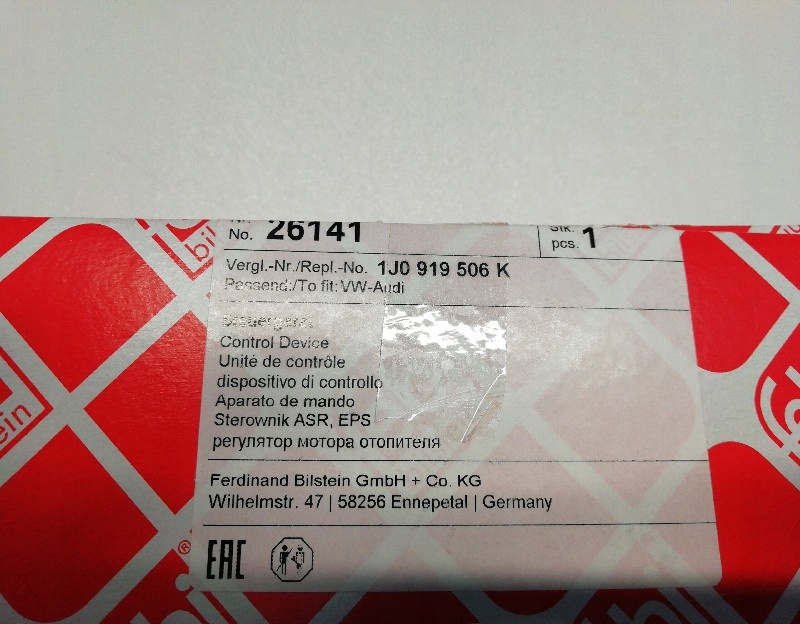 No. 26141
pcs. 1
Vergl.-Nr./Repl.-No. 1J0 919 506 K
Passend:/To fit:VW-Audi
Steuergerät
Control Device
Unité de contrôle
dispositivo di controllo
Aparato de mando
Sterownik ASR, EPS
регулятор мотора отопителя
Ferdinand Bilstein GmbH + Co. KG
Wilhelmstr. 47 | 58256 Ennepetal | Germany
EAC
®